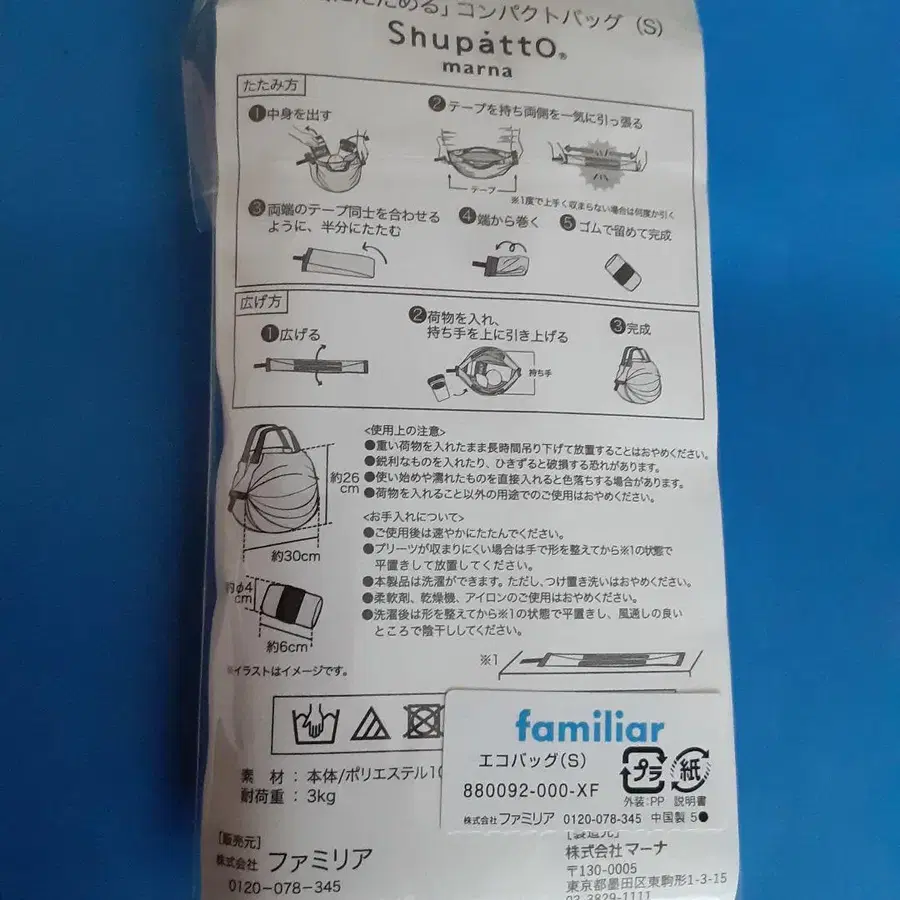 たためる」コンパクトバッグ（S）
Shupatto®
marna
たたみ方
❶中身を出す
❷テープを持ち両側を一気に引っ張る
テープ
※1度で上手く収まらない場合は何度か引く
❸両端のテープ同士を合わせる
ように、半分にたたむ
❹端から巻く
❺ゴムで留めて完成
広げ方
❶広げる
❷荷物を入れ、
持ち手を上に引き上げる
持ち手
❸完成
<使用上の注意>
●重い荷物を入れたまま長時間吊り下げて放置することはおやめください。
●鋭利なものを入れたり、ひきずると破損する恐れがあります。
●使い始めや濡れたものを直接入れると色落ちする場合があります。
●荷物を入れること以外の用途でのご使用はおやめください。
約26
cm
約30cm
<お手入れについて>
●ご使用後は速やかにたたんでください。
●プリーツが収まりにくい場合は手で形を整えてから※1の状態で
平置きして放置してください。
●本製品は洗濯ができます。ただし、つけ置き洗いはおやめください。
●柔軟剤、乾燥機、アイロンのご使用はおやめください。
●洗濯後は形を整えてから※1の状態で平置きし、風通しの良い
ところで陰干ししてください。
約φ4
cm
約6cm
※イラストはイメージです。
※1
familiar
エコバッグ(S)
880092-000-XF
プラ
紙
外装:PP 説明書
株式会社 ファミリア 0120-078-345 中国製 5●
素材：本体/ポリエステル10
耐荷重：3kg
[販売元]
株式会社 ファミリア
0120-078-345
[製造元]
株式会社マーナ
〒130-0005
東京都墨田区東駒形1-3-15
03-3829-1111